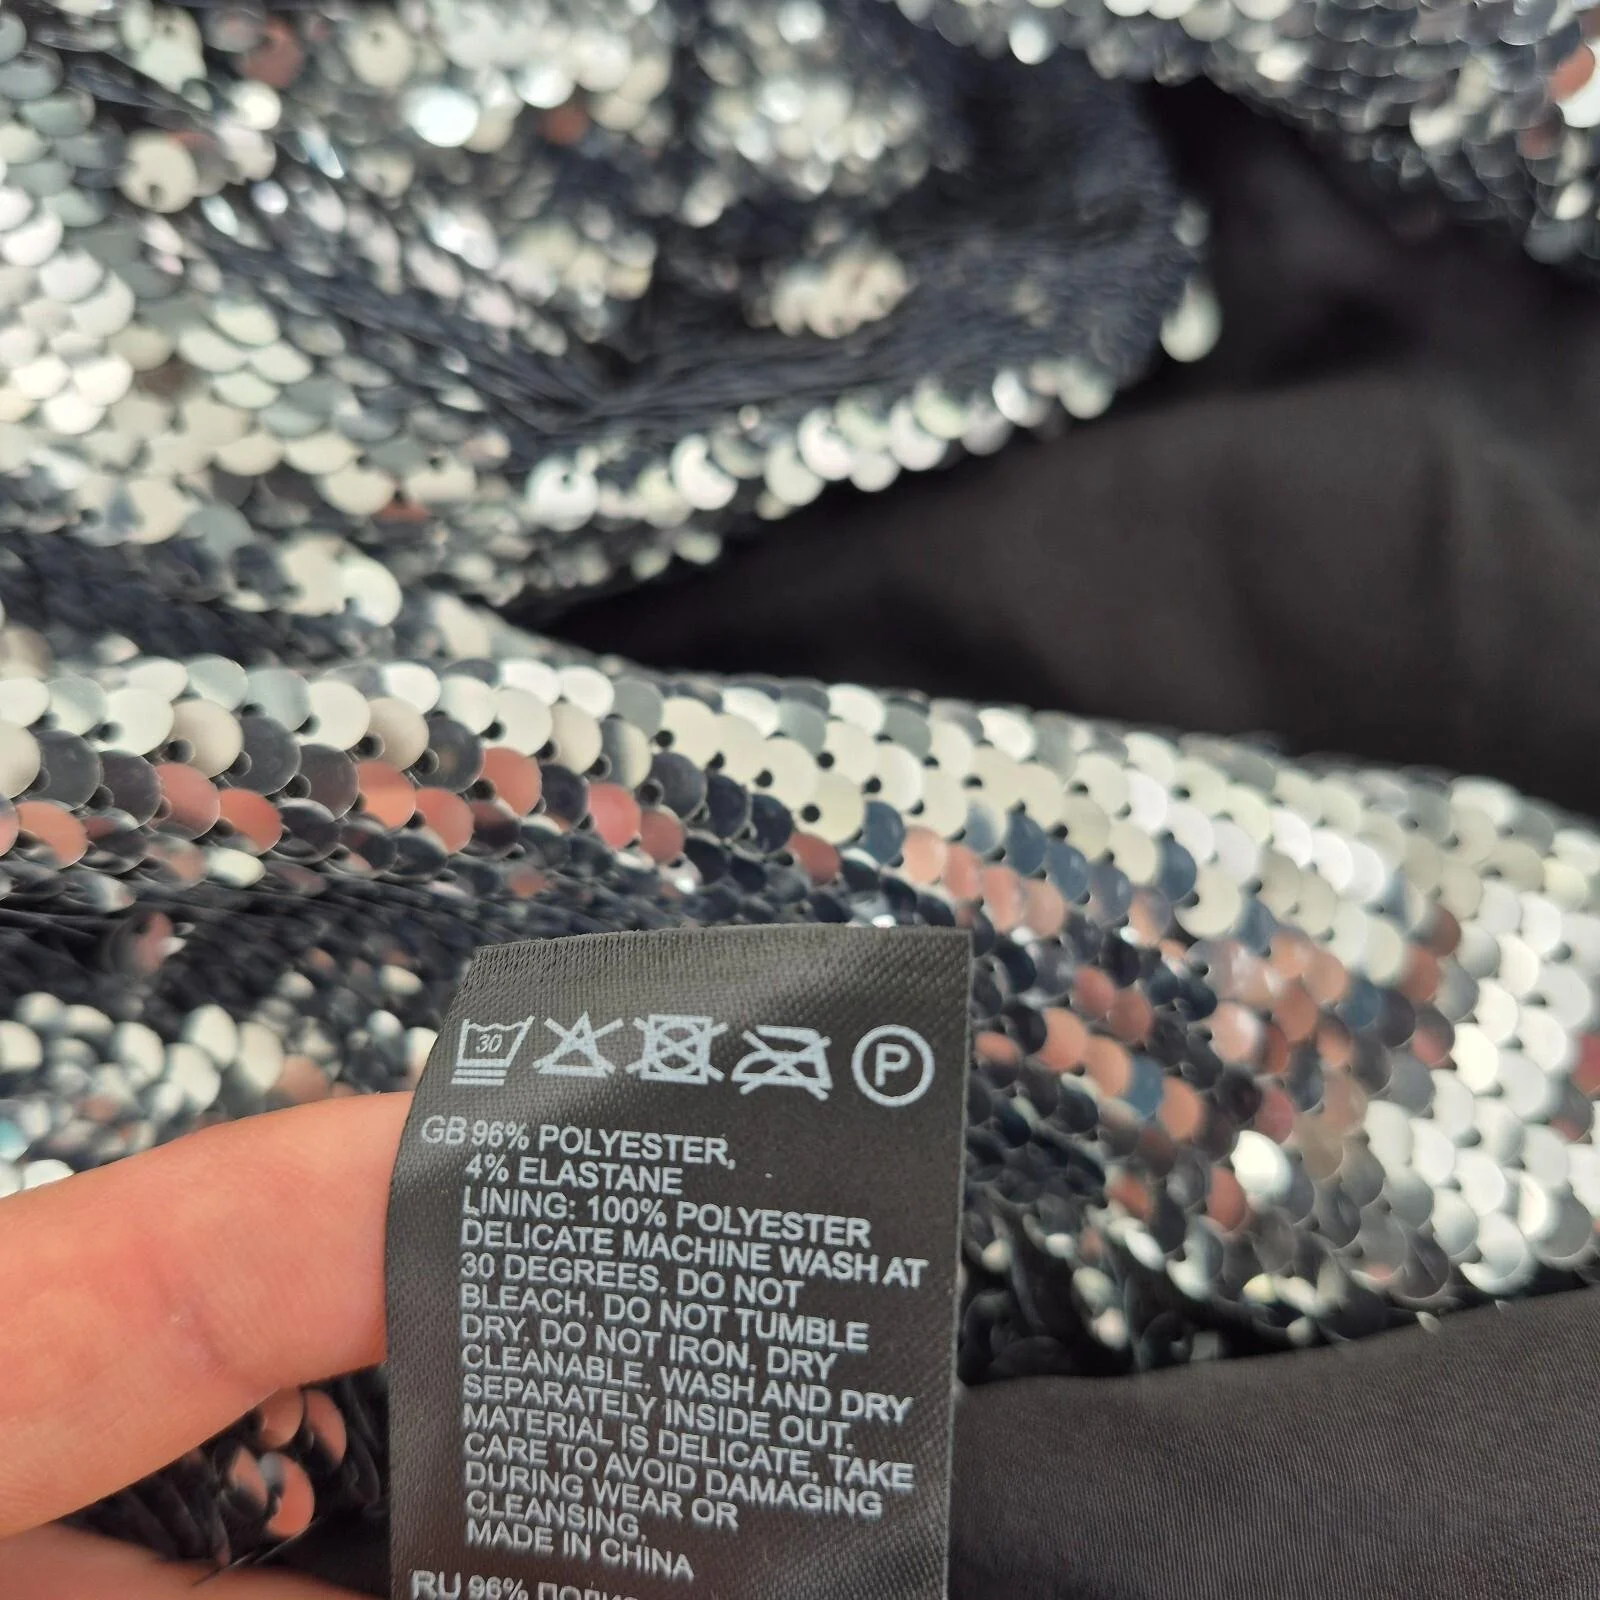 30 P
GB 96% POLYESTER,
4% ELASTANE
LINING: 100% POLYESTER
DELICATE MACHINE WASH AT
30 DEGREES. DO NOT
BLEACH. DO NOT TUMBLE
DRY. DO NOT IRON. DRY
CLEANABLE. WASH AND DRY
SEPARATELY INSIDE OUT.
MATERIAL IS DELICATE, TAKE
CARE TO AVOID DAMAGING
DURING WEAR OR
CLEANSING.
MADE IN CHINA
RU 96%